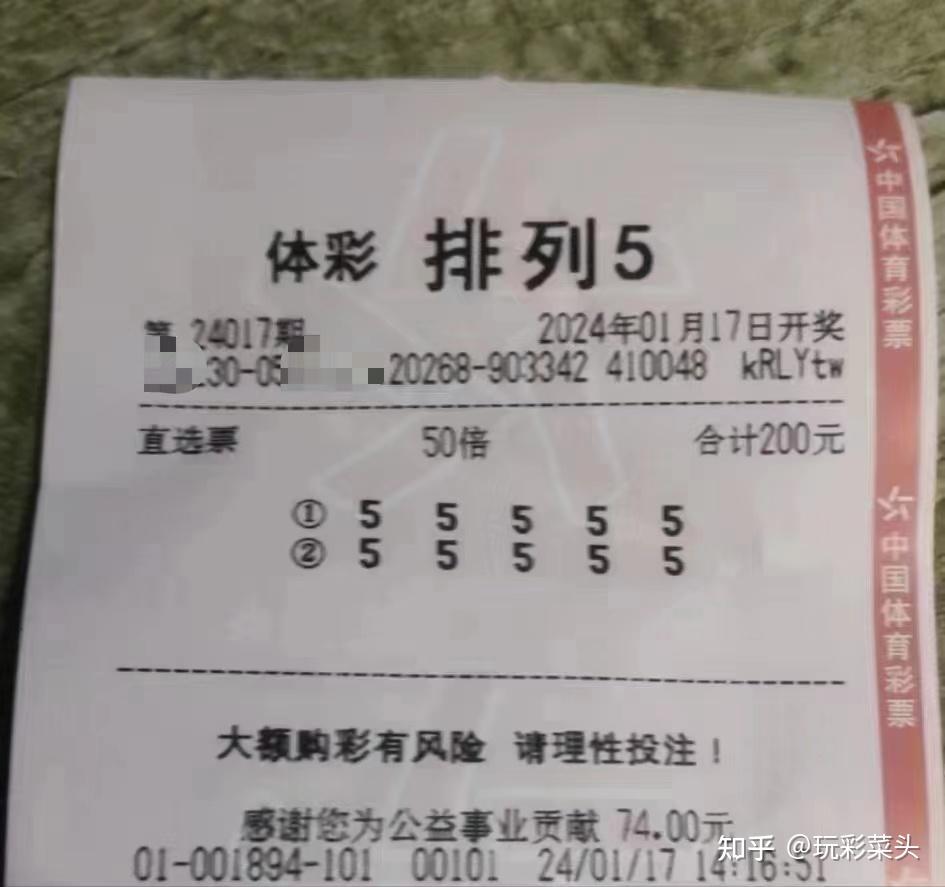 体彩 排列5
第 24017期 2024年01月17日开奖
30-05 20268-903342 410048 kRLYtw
直选票 50倍 合计200元
① 5 5 5 5 5
② 5 5 5 5 5
大额购彩有风险 请理性投注!
感谢您为公益事业贡献 74.00元
01-001894-101 00101 24/01/17 14:16:51
中国体育彩票
中国体育彩票
知乎 @玩彩菜头